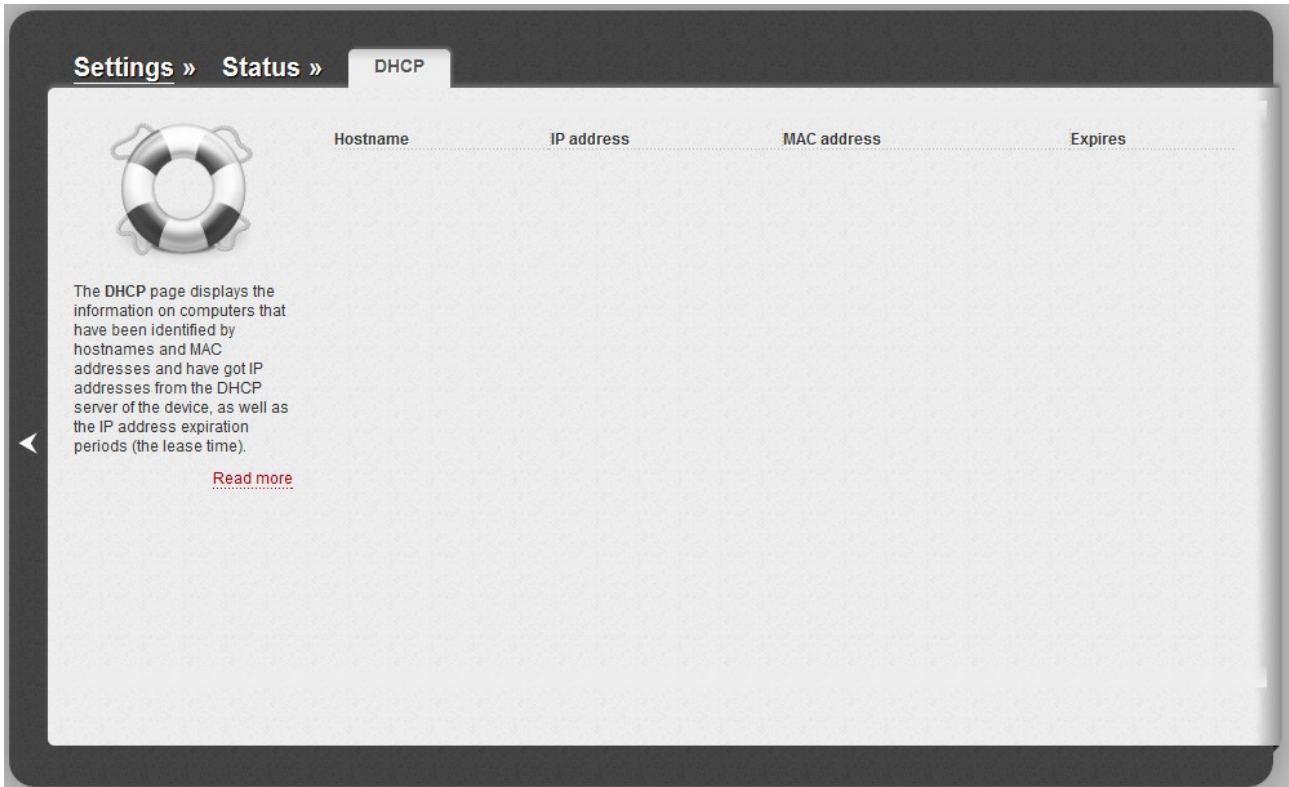 Settings » Status » DHCP
Hostname IP address MAC address Expires
The DHCP page displays the
information on computers that
have been identified by
hostnames and MAC
addresses and have got IP
addresses from the DHCP
server of the device, as well as
the IP address expiration
periods (the lease time).
Read more